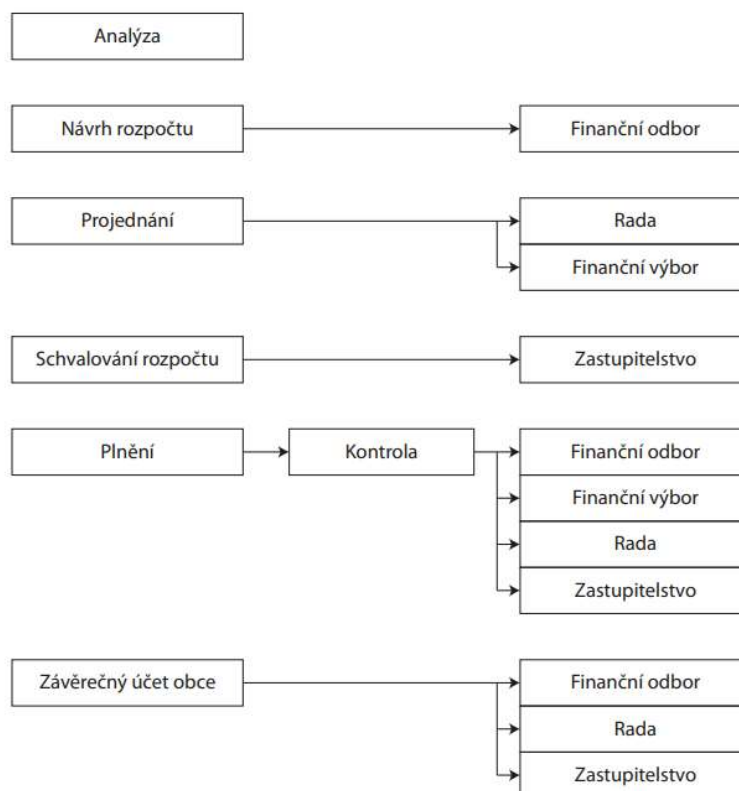 Analýza
Návrh rozpočtu
Finanční odbor
Projednání
Rada
Finanční výbor
Schvalování rozpočtu
Zastupitelstvo
Plnění
Kontrola
Finanční odbor
Finanční výbor
Rada
Zastupitelstvo
Závěrečný účet obce
Finanční odbor
Rada
Zastupitelstvo